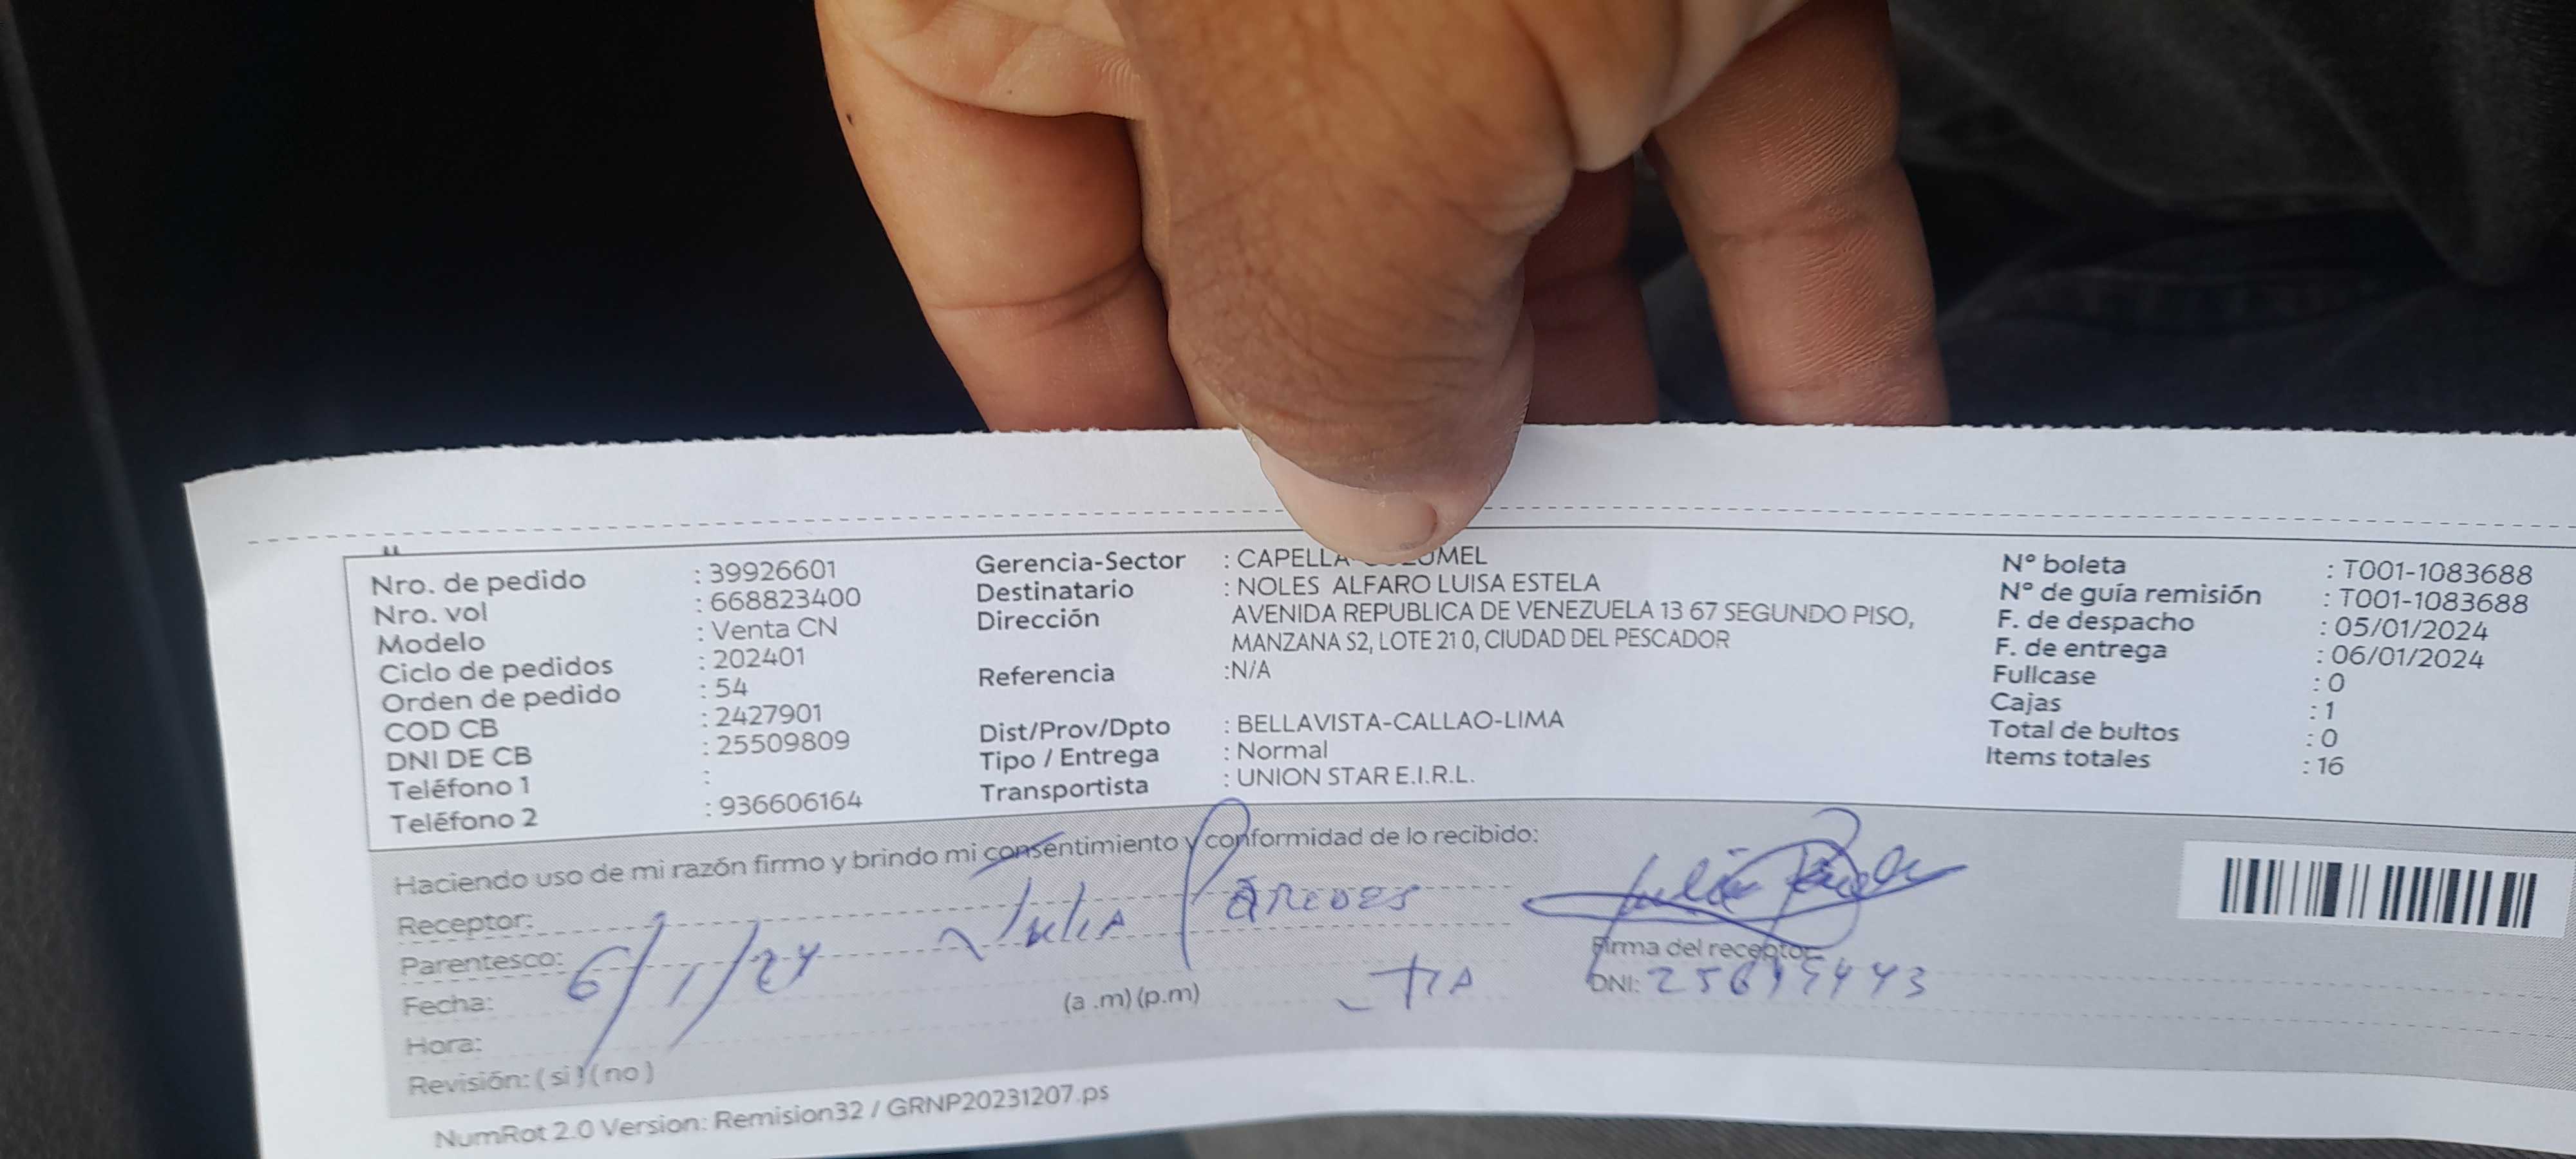 Nro. de pedido : 39926601
Nro. vol : 668823400
Modelo : Venta CN
Ciclo de pedidos : 202401
Orden de pedido : 54
COD CB : 2427901
DNI DE CB : 25509809
Teléfono 1 :
Teléfono 2 : 936606164
Gerencia-Sector : CAPELLA
Destinatario : NOLES ALFARO LUISA ESTELA
Dirección AVENIDA REPUBLICA DE VENEZUELA 13 67 SEGUNDO PISO,
MANZANA S2, LOTE 21 0, CIUDAD DEL PESCADOR
Referencia :N/A
Dist/Prov/Dpto : BELLAVISTA-CALLAO-LIMA
Tipo / Entrega : Normal
Transportista : UNION STAR E.I.R.L.
Nº boleta : T001-1083688
Nº de guía remisión : T001-1083688
F. de despacho : 05/01/2024
F. de entrega : 06/01/2024
Fullcase : 0
Cajas : 1
Total de bultos : 0
Items totales : 16
Haciendo uso de mi razón firmo y brindo mi consentimiento y conformidad de lo recibido:
Receptor: Julia Paredes
Parentesco: Tia
Fecha: 6/1/24
Hora: (a .m) (p.m)
Revisión: ( si ) ( no )
Firma del receptor
DNI:
NumRot 2.0 Version: Remision32 / GRNP20231207.ps